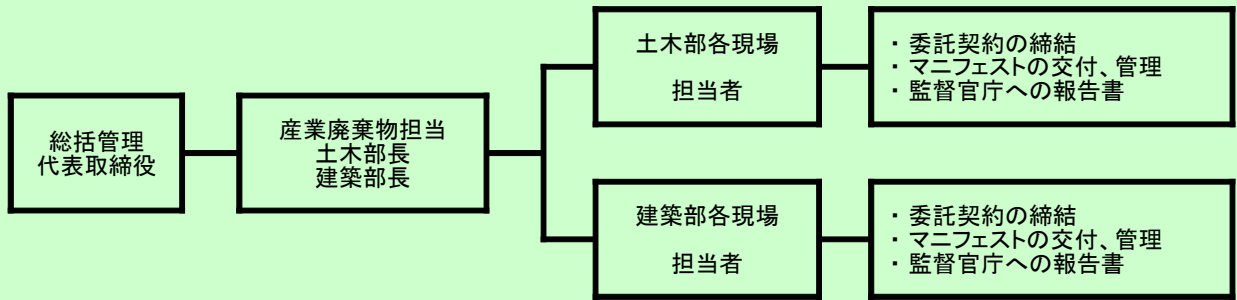 総括管理
代表取締役
産業廃棄物担当
土木部長
建築部長
土木部各現場
担当者
・ 委託契約の締結
・ マニフェストの交付、管理
・ 監督官庁への報告書
建築部各現場
担当者
・ 委託契約の締結
・ マニフェストの交付、管理
・ 監督官庁への報告書